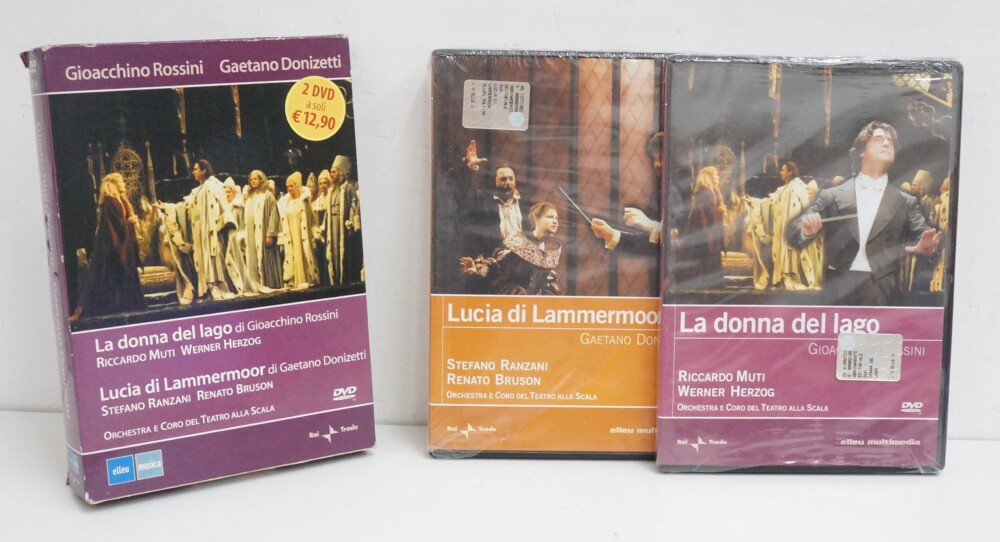 Gioacchino Rossini Gaetano Donizetti
2 DVD
a soli
€ 12,90
La donna del lago di Gioacchino Rossini
Riccardo Muti Werner Herzog
Lucia di Lammermoor di Gaetano Donizetti
Stefano Ranzani Renato Bruson
Orchestra e Coro del Teatro alla Scala
DVD
Rai Trade
elleu musica
Lucia di Lammermoor
Gaetano Don
Stefano Ranzani
Renato Bruson
Orchestra e Coro del Teatro alla Scala
Rai Trade
elleu mult
La donna del lago
Riccardo Muti
Werner Herzog
Orchestra e Coro del Teatro alla Scala
DVD
Rai Trade
elleu multimedia